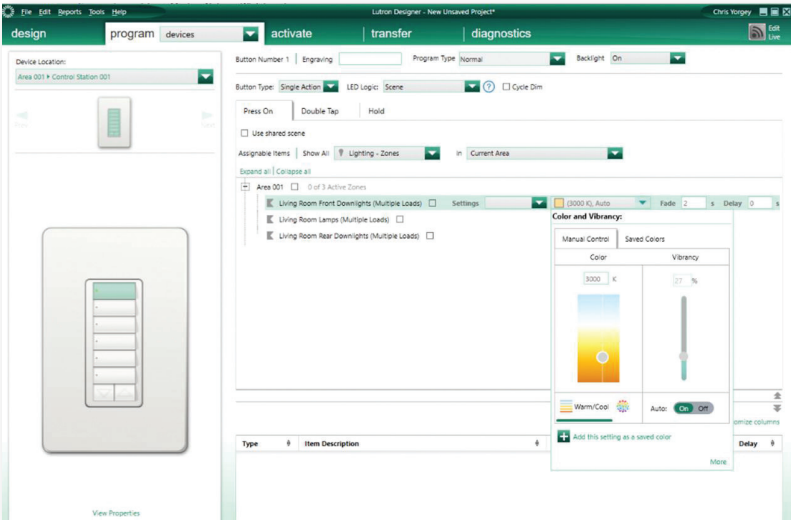 File Edit Reports Tools Help
Lutron Designer - New Unsaved Project*
Chris Yorgey
design program devices activate transfer diagnostics Edit Live
Device Location:
Area 001 ▸ Control Station 001
View Properties
Button Number 1 Engraving Program Type Normal Backlight On
Button Type: Single Action LED Logic: Scene ? Cycle Dim
Press On Double Tap Hold
Use shared scene
Assignable Items Show All Lighting - Zones in Current Area
Expand all Collapse all
Area 001 0 of 3 Active Zones
Living Room Front Downlights (Multiple Loads) Settings (3000 K), Auto Fade 2 s Delay 0 s
Living Room Lamps (Multiple Loads)
Living Room Rear Downlights (Multiple Loads)
Color and Vibrancy:
Manual Control Saved Colors
Color Vibrancy
3000 K 27 %
Warm/Cool Auto: On Off
Add this setting as a saved color
More
omize columns
Type Item Description Delay